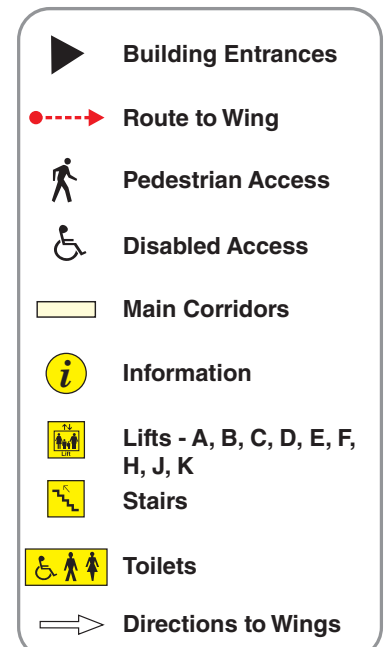 Building Entrances
Route to Wing
Pedestrian Access
Disabled Access
Main Corridors
i
Information
Lift
Lifts - A, B, C, D, E, F,
H, J, K
Stairs
Toilets
Directions to Wings